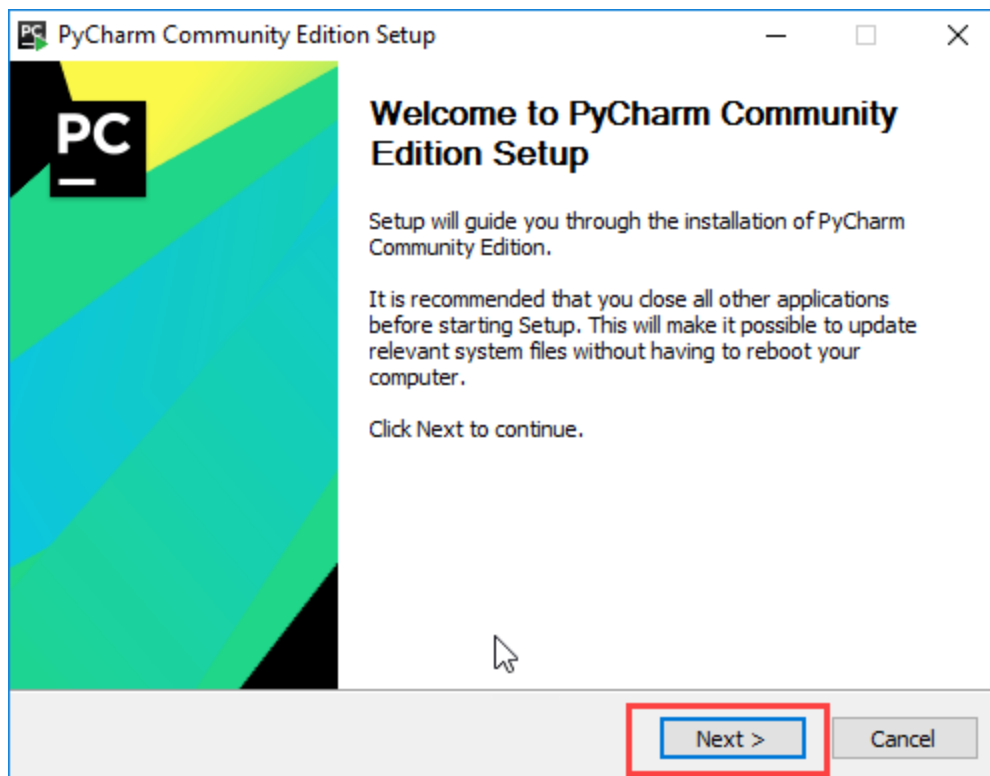 PyCharm Community Edition Setup
PC
Welcome to PyCharm Community
Edition Setup
Setup will guide you through the installation of PyCharm
Community Edition.
It is recommended that you close all other applications
before starting Setup. This will make it possible to update
relevant system files without having to reboot your
computer.
Click Next to continue.
Next >
Cancel